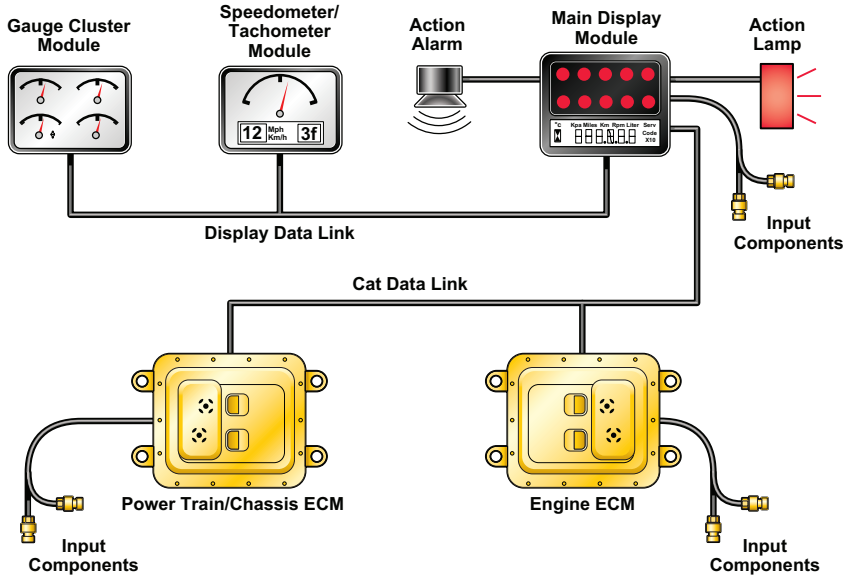 Gauge Cluster
Module
Speedometer/
Tachometer
Module
Action
Alarm
Main Display
Module
Action
Lamp
12 Mph
Km/h 3f
°c Kpa Miles Km Rpm Liter Serv
Code
X10
Display Data Link
Input
Components
Cat Data Link
Power Train/Chassis ECM
Engine ECM
Input
Components
Input
Components